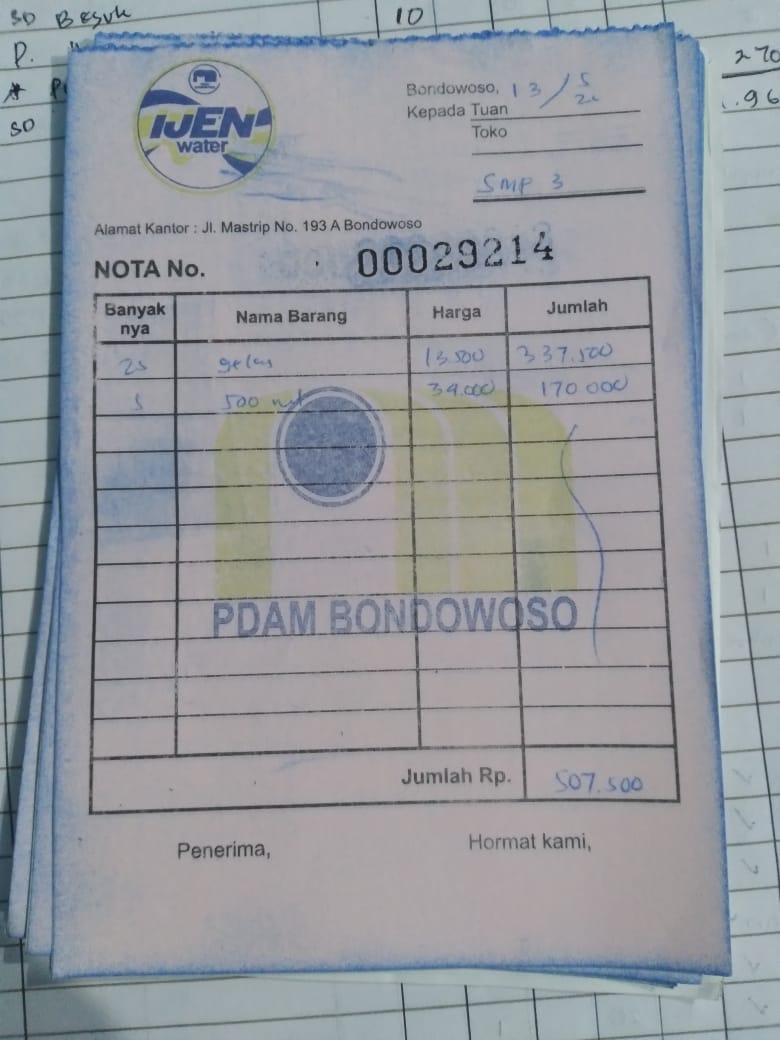 SD Besuk 10
P.
270
SD
.96
IJEN
water
Bondowoso, 13/5
Kepada Tuan
Toko
SMP 3
Alamat Kantor : Jl. Mastrip No. 193 A Bondowoso
NOTA No. 00029214
Banyak nya Nama Barang Harga Jumlah
25 gelas 13.500 337.500
5 500 34.000 170 000
PDAM BONDOWOSO
Jumlah Rp. 507.500
Penerima, Hormat kami,